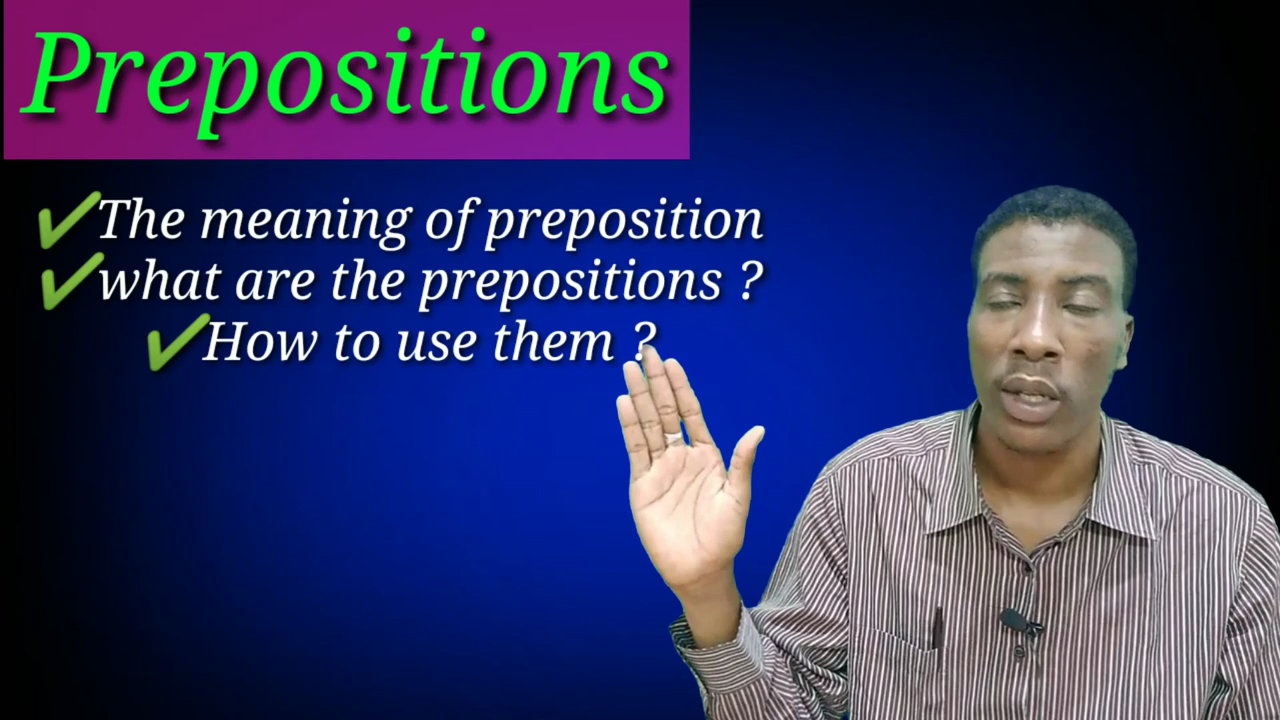 Prepositions
✔The meaning of preposition
✔what are the prepositions ?
✔How to use them ?